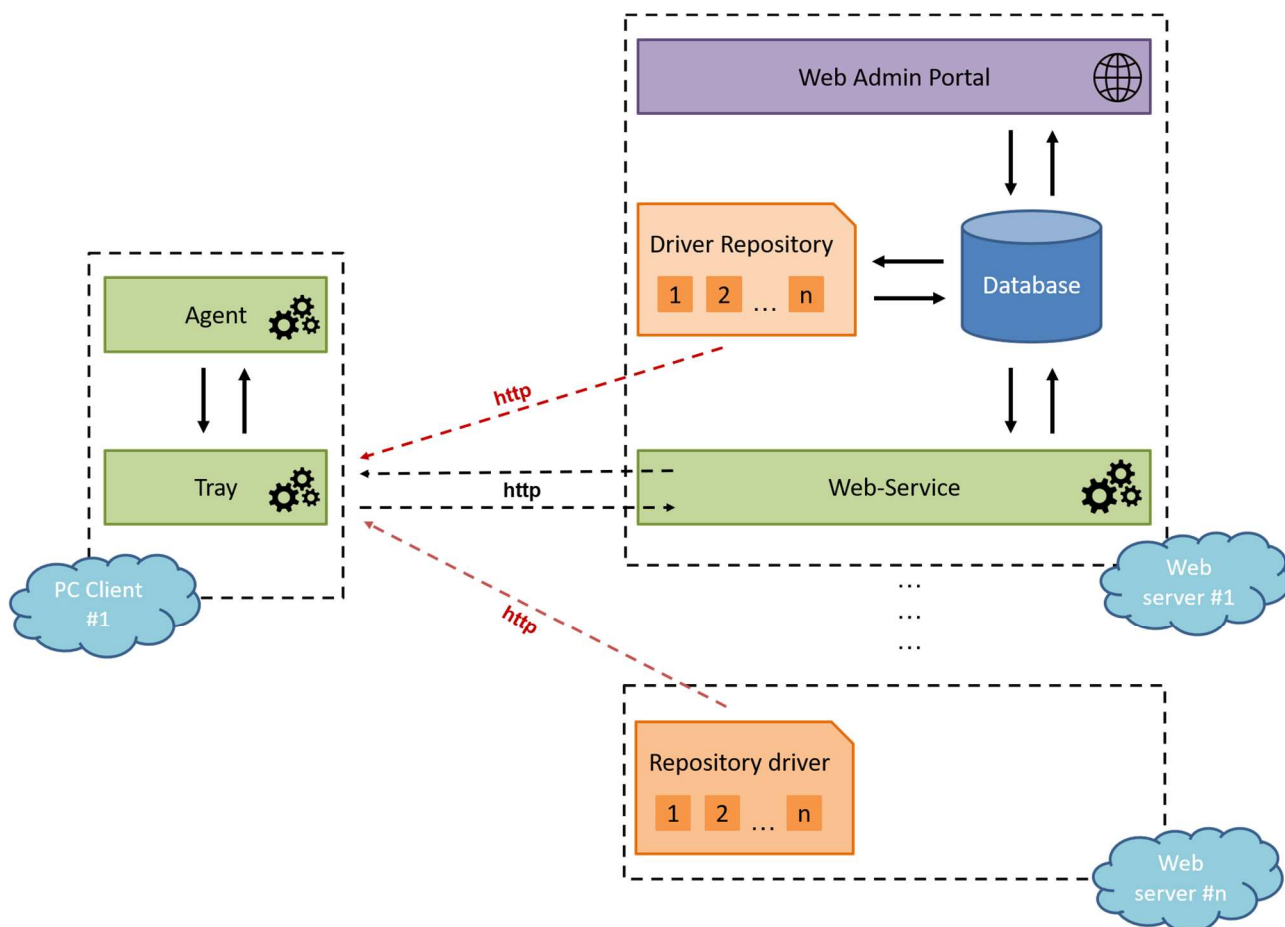 Web Admin Portal
Driver Repository
1 2 ... n
Database
Agent
http
Tray
http
Web-Service
PC Client
#1
Web
server #1
...
...
...
http
Repository driver
1 2 ... n
Web
server #n